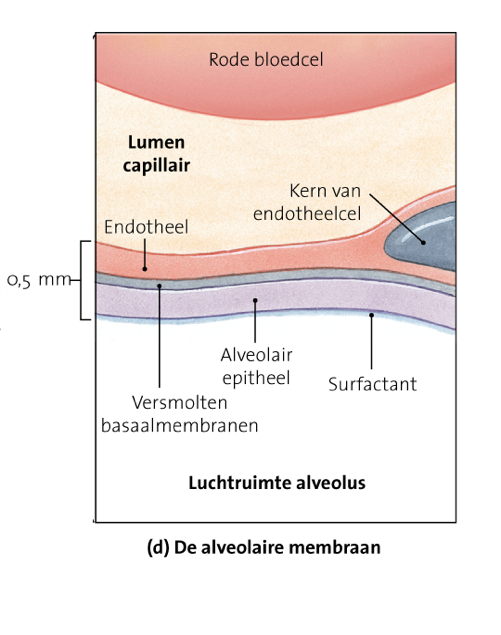 Rode bloedcel
Lumen
capillair
Kern van
endotheelcel
Endotheel
0,5 mm
Alveolair
epitheel
Surfactant
Versmolten
basaalmembranen
Luchtruimte alveolus
(d) De alveolaire membraan